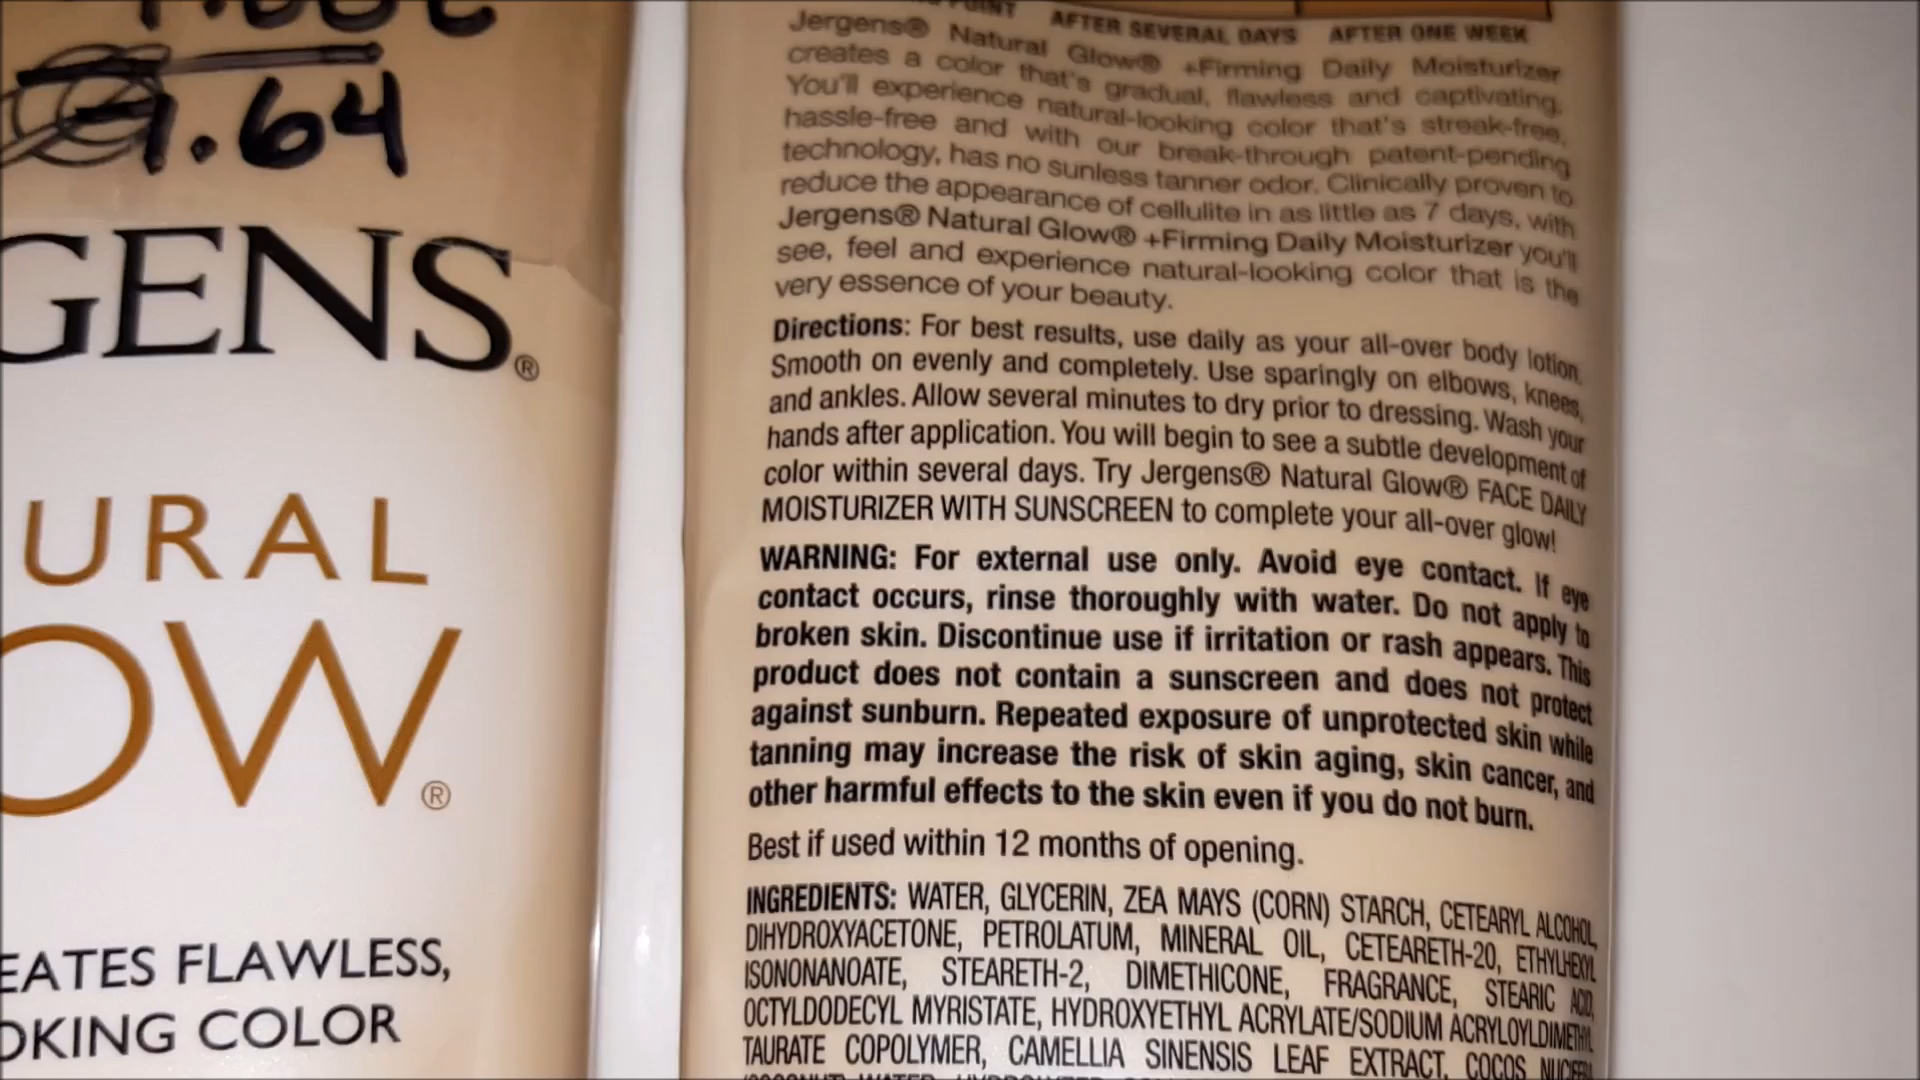 9.64
GENS®
URAL
OW®
EATES FLAWLESS,
OKING COLOR
POINT AFTER SEVERAL DAYS AFTER ONE WEEK
Jergens® Natural Glow® +Firming Daily Moisturizer
creates a color that's gradual, flawless and captivating.
You'll experience natural-looking color that's streak-free,
hassle-free and with our break-through patent-pending
technology, has no sunless tanner odor. Clinically proven to
reduce the appearance of cellulite in as little as 7 days, with
Jergens® Natural Glow® +Firming Daily Moisturizer you'll
see, feel and experience natural-looking color that is the
very essence of your beauty.
Directions: For best results, use daily as your all-over body lotion.
Smooth on evenly and completely. Use sparingly on elbows, knees,
and ankles. Allow several minutes to dry prior to dressing. Wash your
hands after application. You will begin to see a subtle development of
color within several days. Try Jergens® Natural Glow® FACE DAILY
MOISTURIZER WITH SUNSCREEN to complete your all-over glow!
WARNING: For external use only. Avoid eye contact. If eye
contact occurs, rinse thoroughly with water. Do not apply to
broken skin. Discontinue use if irritation or rash appears. This
product does not contain a sunscreen and does not protect
against sunburn. Repeated exposure of unprotected skin while
tanning may increase the risk of skin aging, skin cancer, and
other harmful effects to the skin even if you do not burn.
Best if used within 12 months of opening.
INGREDIENTS: WATER, GLYCERIN, ZEA MAYS (CORN) STARCH, CETEARYL ALCOHOL,
DIHYDROXYACETONE, PETROLATUM, MINERAL OIL, CETEARETH-20, ETHYLHEXYL
ISONONANOATE, STEARETH-2, DIMETHICONE, FRAGRANCE, STEARIC ACID,
OCTYLDODECYL MYRISTATE, HYDROXYETHYL ACRYLATE/SODIUM ACRYLOYLDIMETHYL
TAURATE COPOLYMER, CAMELLIA SINENSIS LEAF EXTRACT, COCOS NUCIFERA